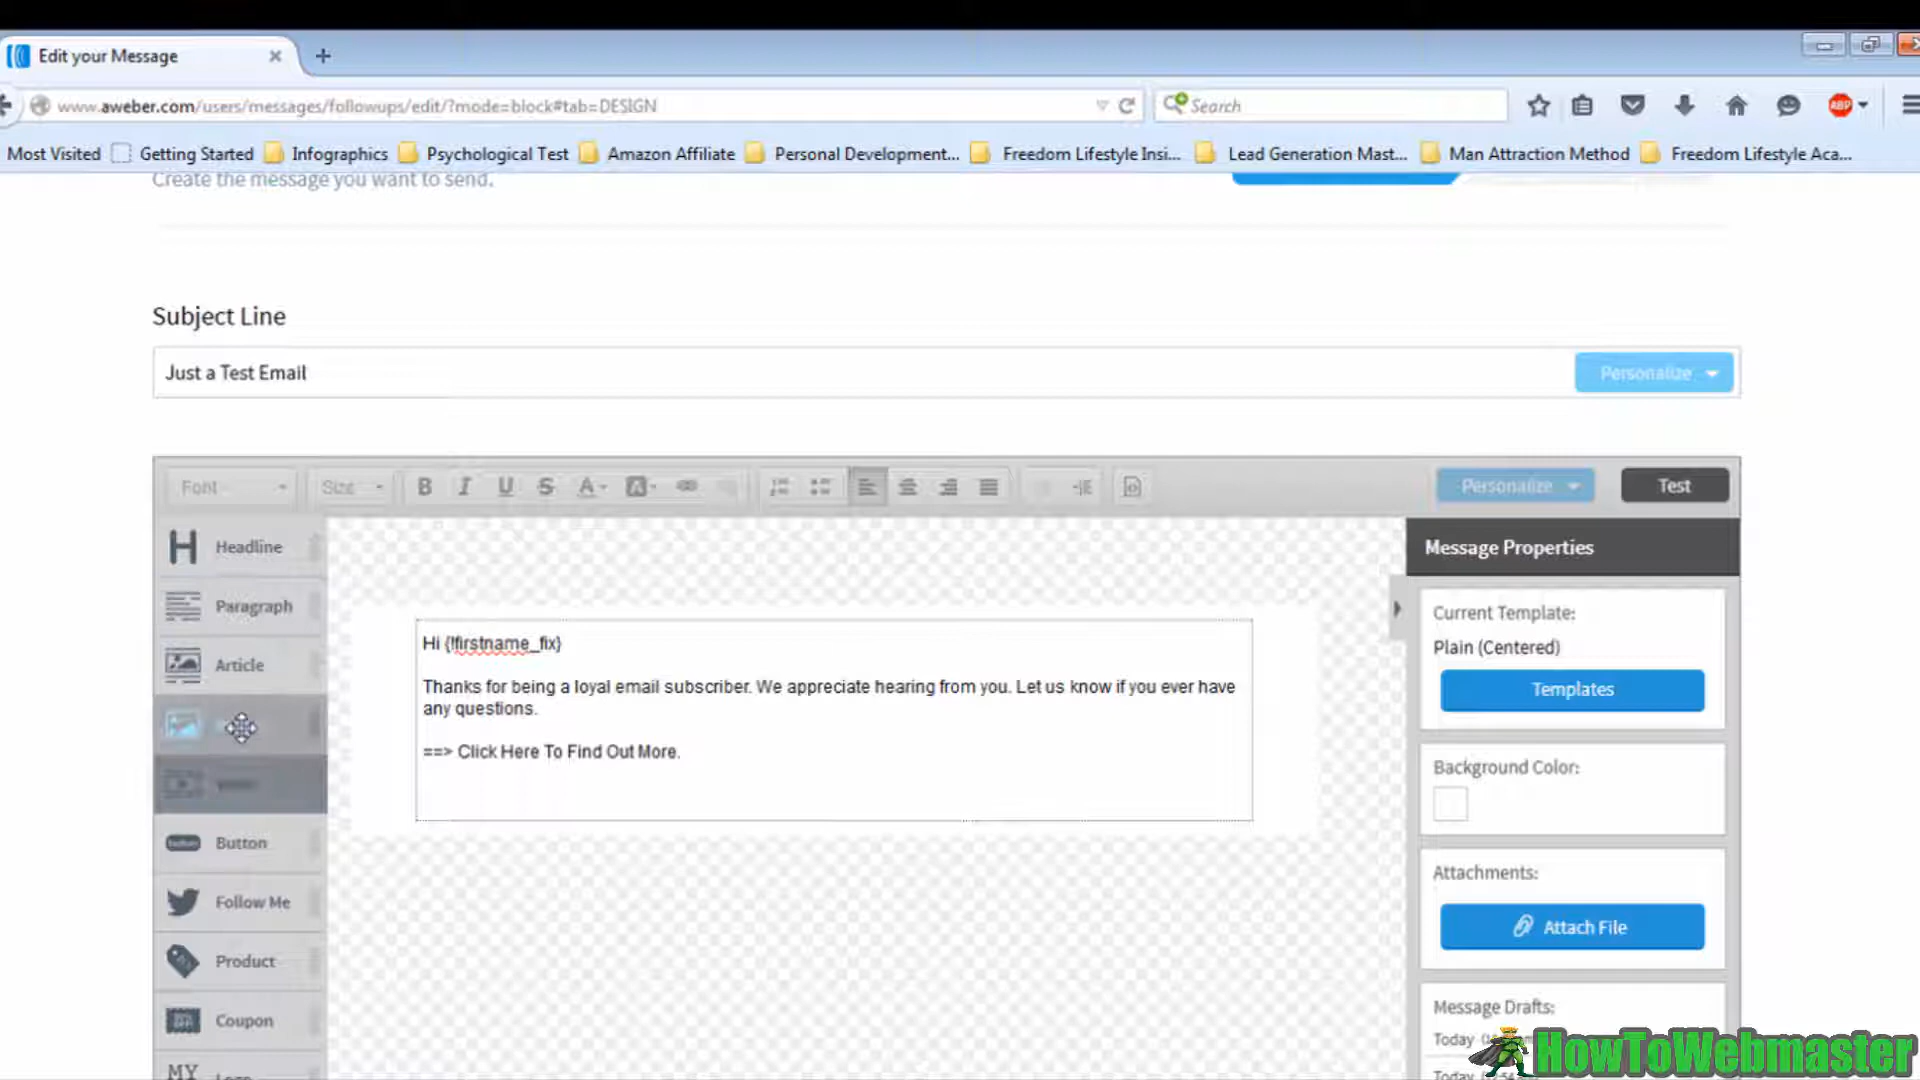 Edit your Message
www.aweber.com/users/messages/followups/edit/?mode=block#tab=DESIGN
Search
ABP
Most Visited
Getting Started
Infographics
Psychological Test
Amazon Affiliate
Personal Development...
Freedom Lifestyle Insi...
Lead Generation Mast...
Man Attraction Method
Freedom Lifestyle Aca...
Create the message you want to send.
Subject Line
Just a Test Email
Personalize
Font
Size
B I U S A A
Personalize
Test
H Headline
Paragraph
Article
Button
Follow Me
Product
Coupon
MY
Hi {!firstname_fix}
Thanks for being a loyal email subscriber. We appreciate hearing from you. Let us know if you ever have
any questions.
==> Click Here To Find Out More.
Message Properties
Current Template:
Plain (Centered)
Templates
Background Color:
Attachments:
Attach File
Message Drafts:
Today
Today
HowToWebmaster